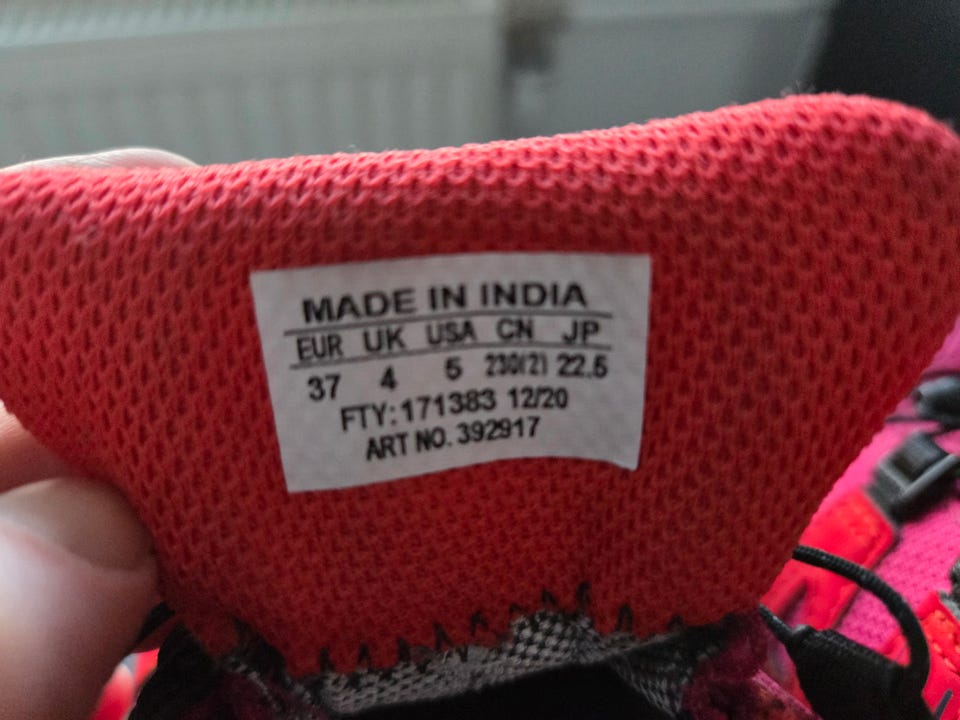 MADE IN INDIA
EUR UK USA CN JP
37 4 5 230(2) 22.5
FTY: 171383 12/20
ART NO. 392917